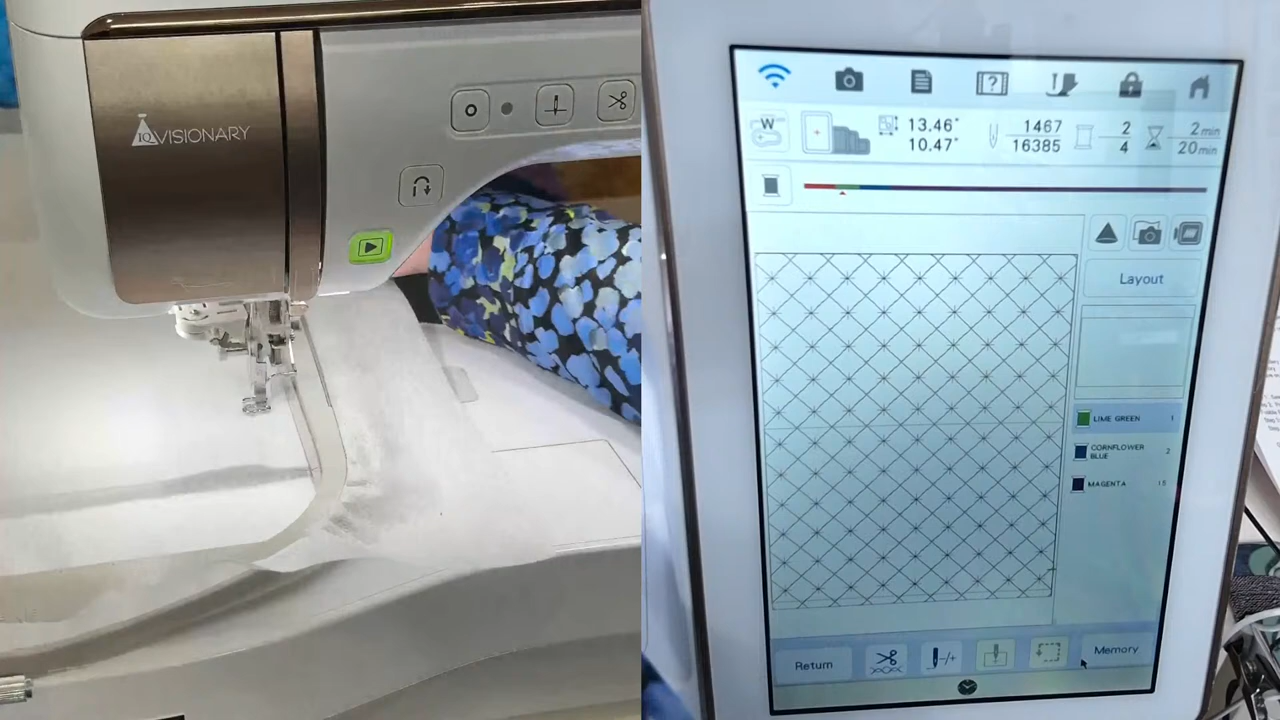 IQ VISIONARY
W
?
13.46"
10.47"
1467
16385
2
4
2 min
20 min
Layout
LIME GREEN 1
CORNFLOWER
BLUE 2
MAGENTA 15
Return
-/+
Memory